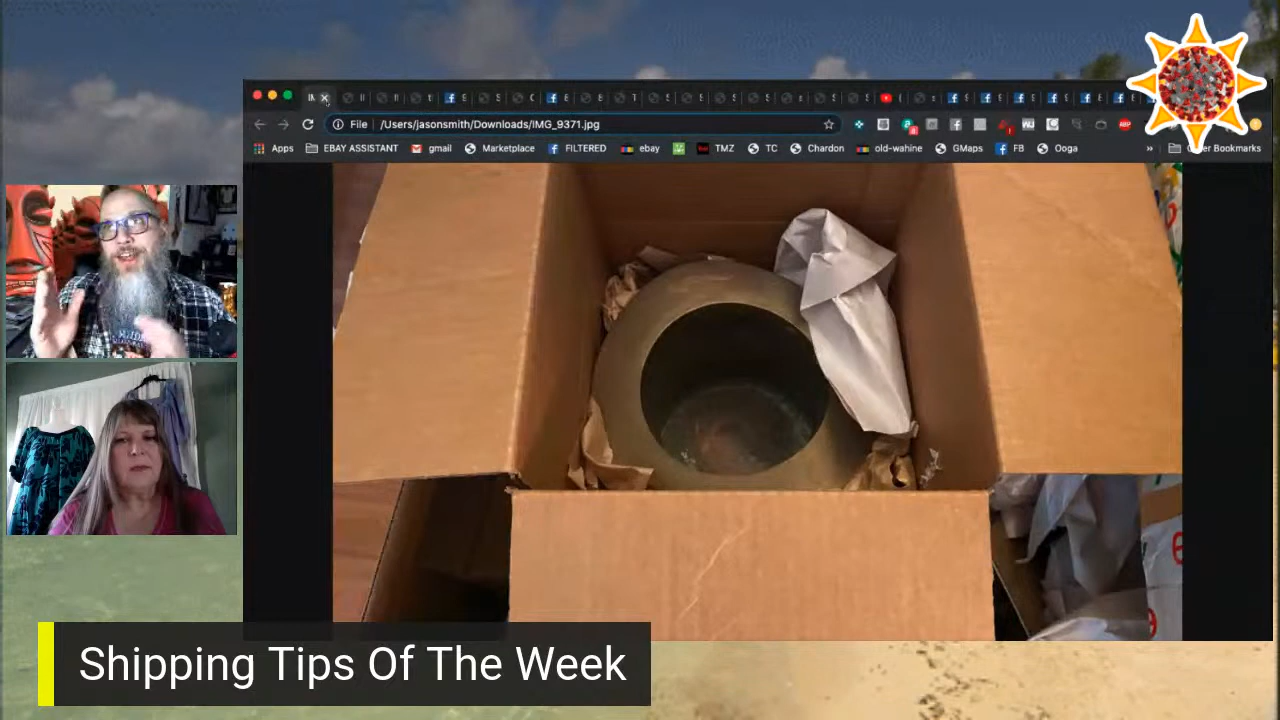 File /Users/jasonsmith/Downloads/IMG_9371.jpg
Apps EBAY ASSISTANT gmail Marketplace FILTERED ebay TMZ TC Chardon old-wahine GMaps FB Ooga » Bookmarks
Shipping Tips Of The Week